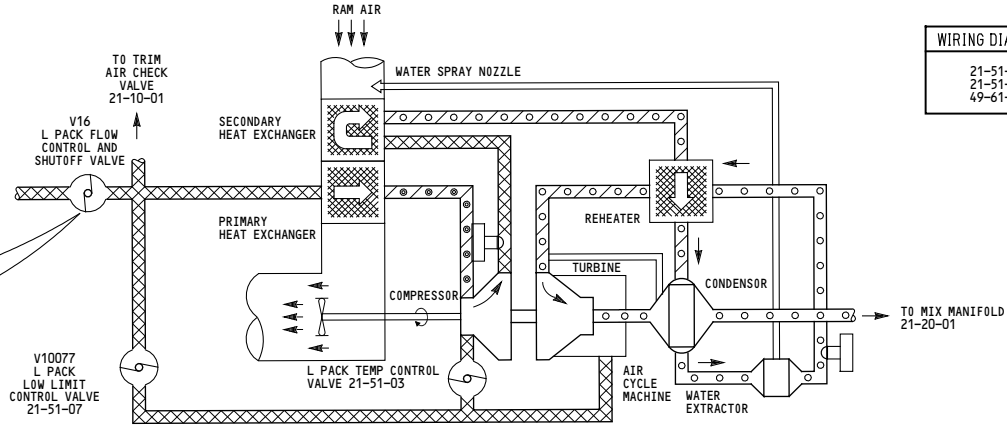 RAM AIR
TO TRIM
AIR CHECK
VALVE
21-10-01
WATER SPRAY NOZZLE
V16
L PACK FLOW
CONTROL AND
SHUTOFF VALVE
SECONDARY
HEAT EXCHANGER
PRIMARY
HEAT EXCHANGER
REHEATER
TURBINE
CONDENSOR
COMPRESSOR
TO MIX MANIFOLD
21-20-01
V10077
L PACK
LOW LIMIT
CONTROL VALVE
21-51-07
L PACK TEMP CONTROL
VALVE 21-51-03
AIR
CYCLE
MACHINE
WATER
EXTRACTOR
WIRING DIA
21-51-
21-51-
49-61-